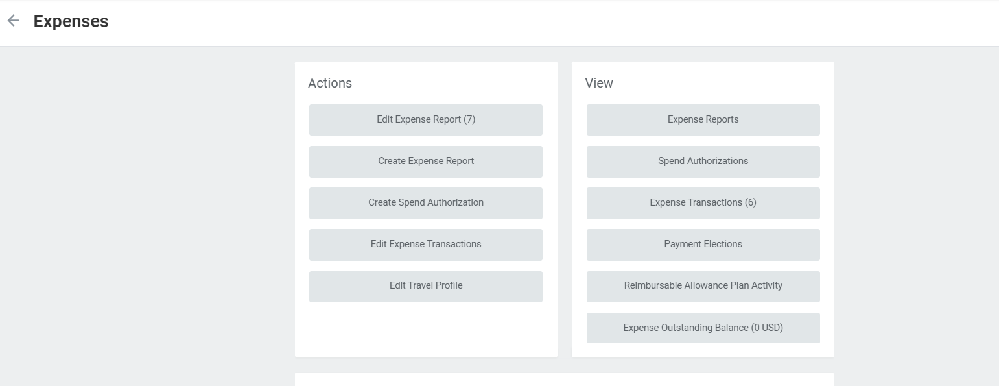 Expenses
Actions
Edit Expense Report (7)
Create Expense Report
Create Spend Authorization
Edit Expense Transactions
Edit Travel Profile
View
Expense Reports
Spend Authorizations
Expense Transactions (6)
Payment Elections
Reimbursable Allowance Plan Activity
Expense Outstanding Balance (0 USD)